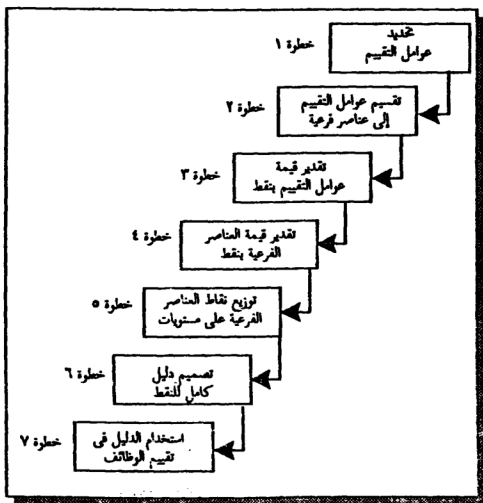 تحديد
عوامل التقييم
خطوة ١
تقسيم عوامل التقييم
إلى عناصر فرعية
خطوة ٢
تقدير قيمة
عوامل التقييم بنقط
خطوة ٣
تقدير قيمة العناصر
الفرعية بنقط
خطوة ٤
توزيع نقاط العناصر
الفرعية على مستويات
خطوة ٥
تصميم دليل
كامل للنقط
خطوة ٦
استخدام الدليل فى
تقييم الوظائف
خطوة ٧